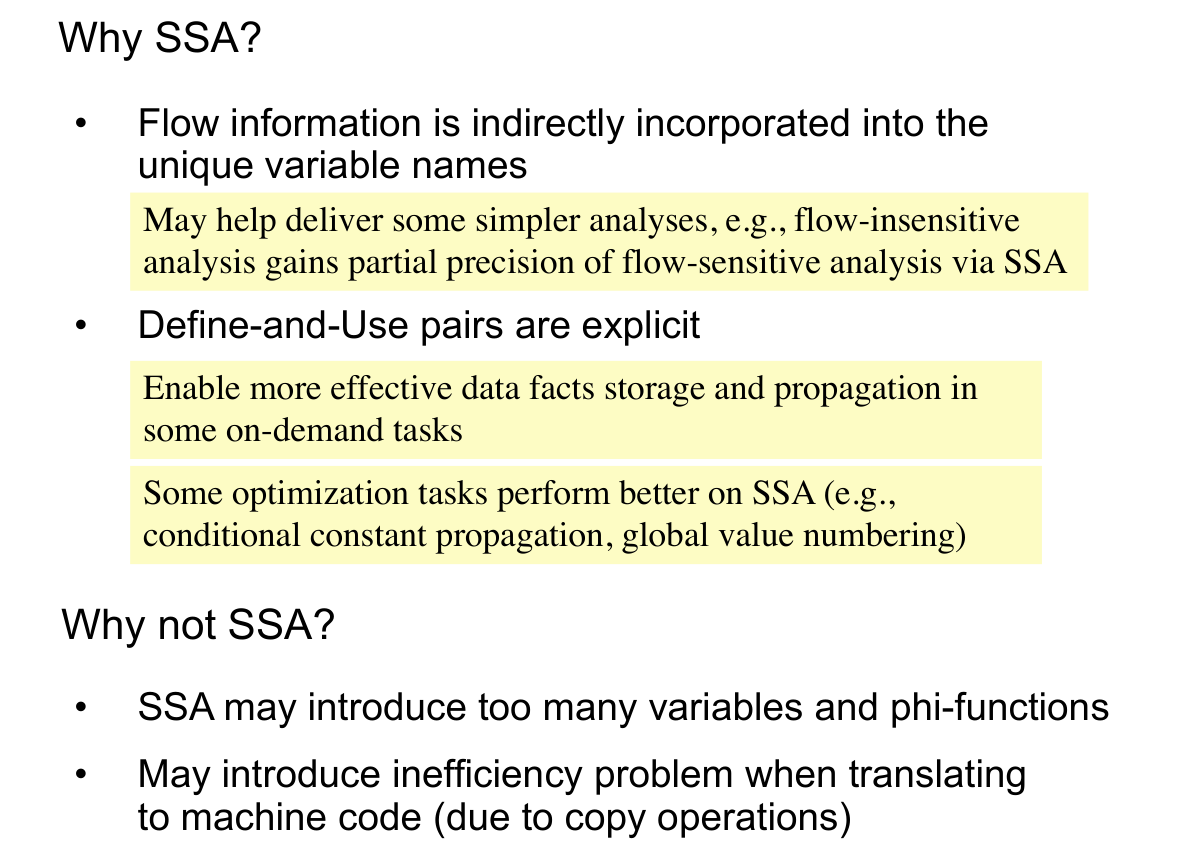 Why SSA?
• Flow information is indirectly incorporated into the
unique variable names
May help deliver some simpler analyses, e.g., flow-insensitive
analysis gains partial precision of flow-sensitive analysis via SSA
• Define-and-Use pairs are explicit
Enable more effective data facts storage and propagation in
some on-demand tasks
Some optimization tasks perform better on SSA (e.g.,
conditional constant propagation, global value numbering)
Why not SSA?
• SSA may introduce too many variables and phi-functions
• May introduce inefficiency problem when translating
to machine code (due to copy operations)